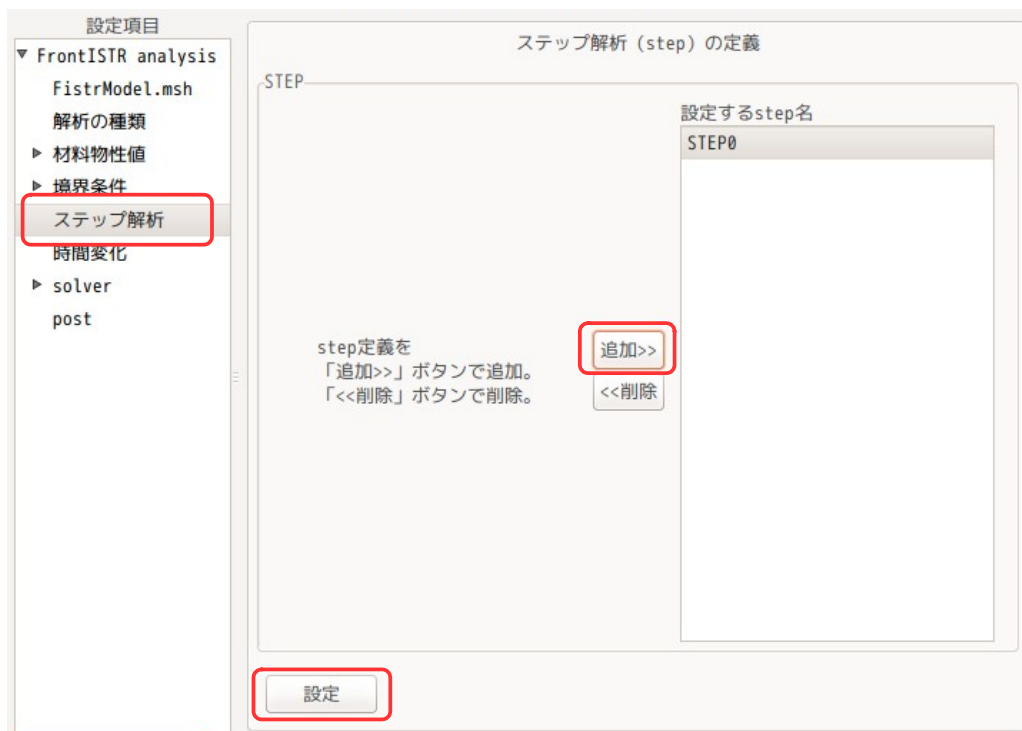 設定項目
FrontISTR analysis
FistrModel.msh
解析の種類
材料物性値
境界条件
ステップ解析
時間変化
solver
post
ステップ解析 (step) の定義
STEP
設定するstep名
STEP0
step定義を
「追加>>」ボタンで追加。
「<<削除」ボタンで削除。
追加>>
<<削除
設定